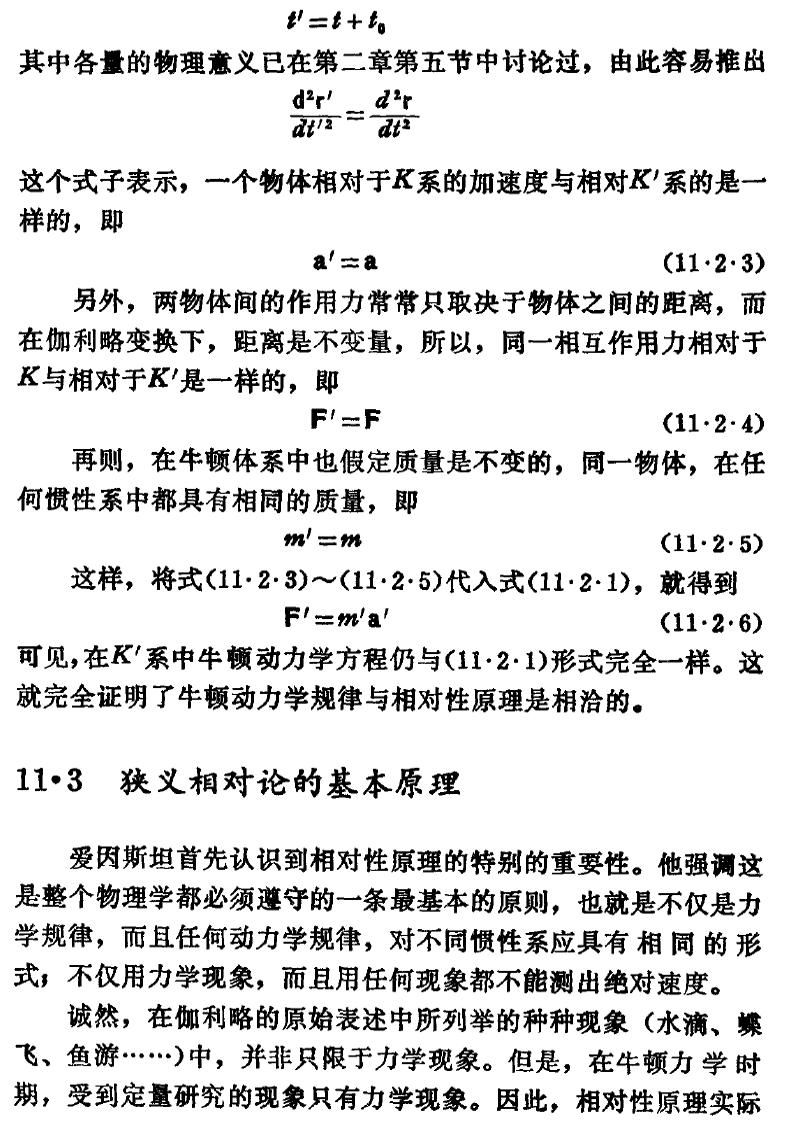 t′=t+t₀
其中各量的物理意义已在第二章第五节中讨论过，由此容易推出
d²r′/dt′²=d²r/dt²
这个式子表示，一个物体相对于K系的加速度与相对K′系的是一
样的，即
a′=a (11·2·3)
另外，两物体间的作用力常常只取决于物体之间的距离，而
在伽利略变换下，距离是不变量，所以，同一相互作用力相对于
K与相对于K′是一样的，即
F′=F (11·2·4)
再则，在牛顿体系中也假定质量是不变的，同一物体，在任
何惯性系中都具有相同的质量，即
m′=m (11·2·5)
这样，将式(11·2·3)～(11·2·5)代入式(11·2·1)，就得到
F′=m′a′ (11·2·6)
可见，在K′系中牛顿动力学方程仍与(11·2·1)形式完全一样。这
就完全证明了牛顿动力学规律与相对性原理是相洽的。
11•3 狭义相对论的基本原理
爱因斯坦首先认识到相对性原理的特别的重要性。他强调这
是整个物理学都必须遵守的一条最基本的原则，也就是不仅是力
学规律，而且任何动力学规律，对不同惯性系应具有相同的形
式；不仅用力学现象，而且用任何现象都不能测出绝对速度。
诚然，在伽利略的原始表述中所列举的种种现象（水滴、蝶
飞、鱼游……）中，并非只限于力学现象。但是，在牛顿力学时
期，受到定量研究的现象只有力学现象。因此，相对性原理实际